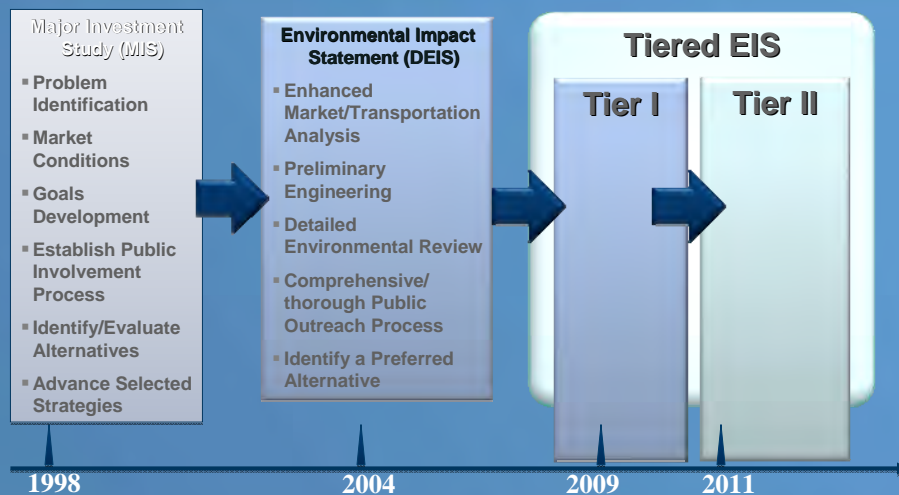 Major Investment
Study (MIS)
▪ Problem
Identification
▪ Market
Conditions
▪ Goals
Development
▪ Establish Public
Involvement
Process
▪ Identify/Evaluate
Alternatives
▪ Advance Selected
Strategies
Environmental Impact
Statement (DEIS)
▪ Enhanced
Market/Transportation
Analysis
▪ Preliminary
Engineering
▪ Detailed
Environmental Review
▪ Comprehensive/
thorough Public
Outreach Process
▪ Identify a Preferred
Alternative
Tiered EIS
Tier I
Tier II
1998
2004
2009
2011